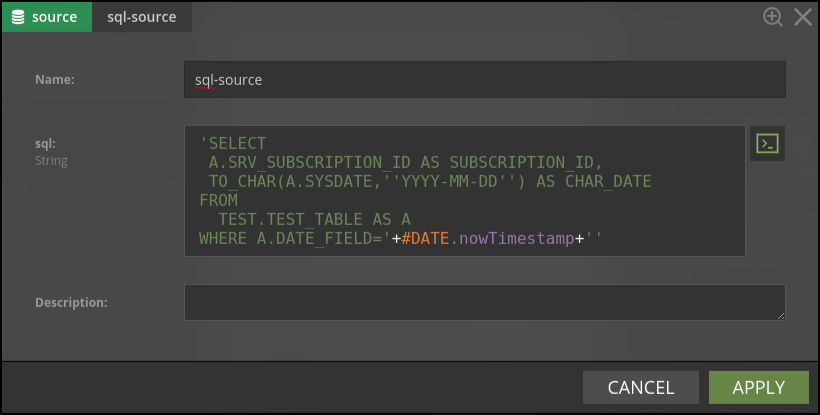 source sql-source
Name: sql-source
sql:
String
'SELECT
A.SRV_SUBSCRIPTION_ID AS SUBSCRIPTION_ID,
TO_CHAR(A.SYSDATE,''YYYY-MM-DD'') AS CHAR_DATE
FROM
TEST.TEST_TABLE AS A
WHERE A.DATE_FIELD='+#DATE.nowTimestamp+''
Description:
CANCEL APPLY